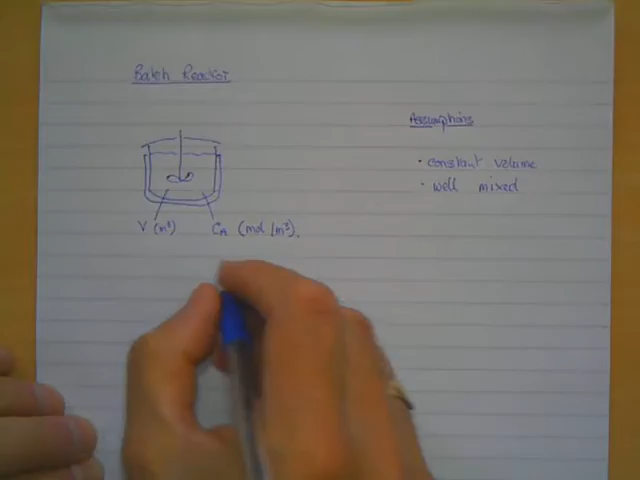 Batch Reactor
Assumptions
· constant volume
· well mixed
V (m³) CA (mol/m³).